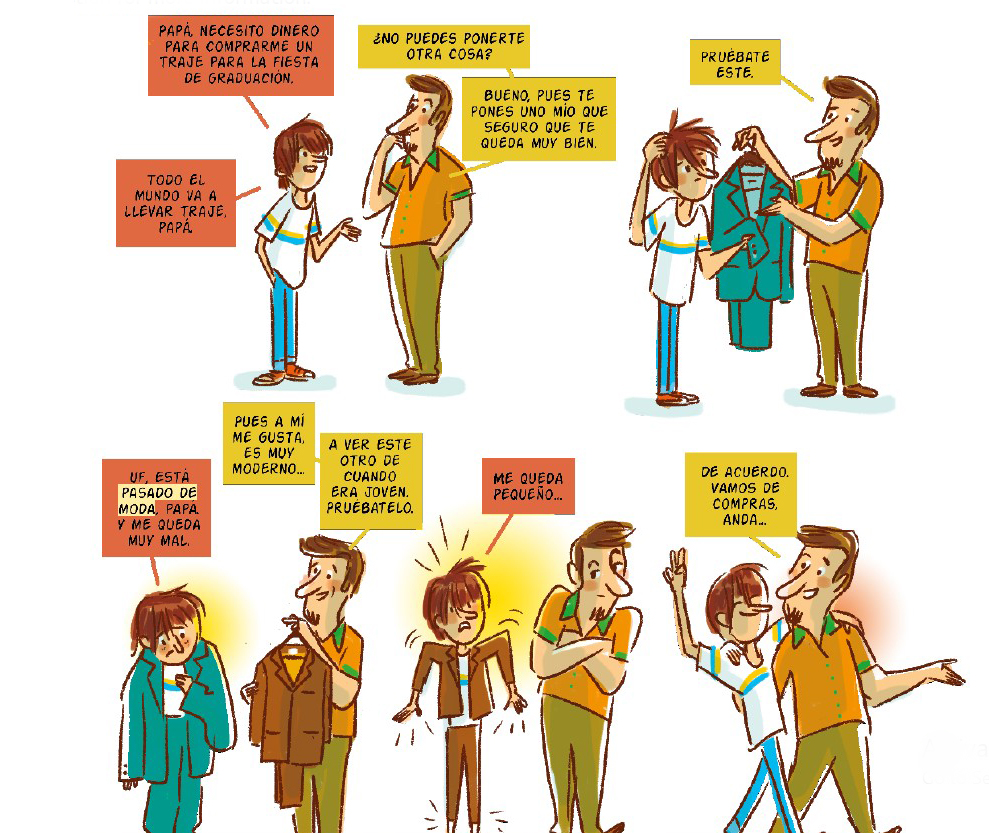 PAPÁ, NECESITO DINERO
PARA COMPRARME UN
TRAJE PARA LA FIESTA
DE GRADUACIÓN.
¿NO PUEDES PONERTE
OTRA COSA?
TODO EL
MUNDO VA A
LLEVAR TRAJE,
PAPÁ.
BUENO, PUES TE
PONES UNO MÍO QUE
SEGURO QUE TE
QUEDA MUY BIEN.
PRUÉBATE
ESTE.
UF, ESTÁ
PASADO DE
MODA, PAPÁ.
Y ME QUEDA
MUY MAL.
PUES A MÍ
ME GUSTA,
ES MUY
MODERNO...
A VER ESTE
OTRO DE
CUANDO
ERA JOVEN.
PRUÉBATELO.
ME QUEDA
PEQUEÑO...
DE ACUERDO.
VAMOS DE
COMPRAS,
ANDA...